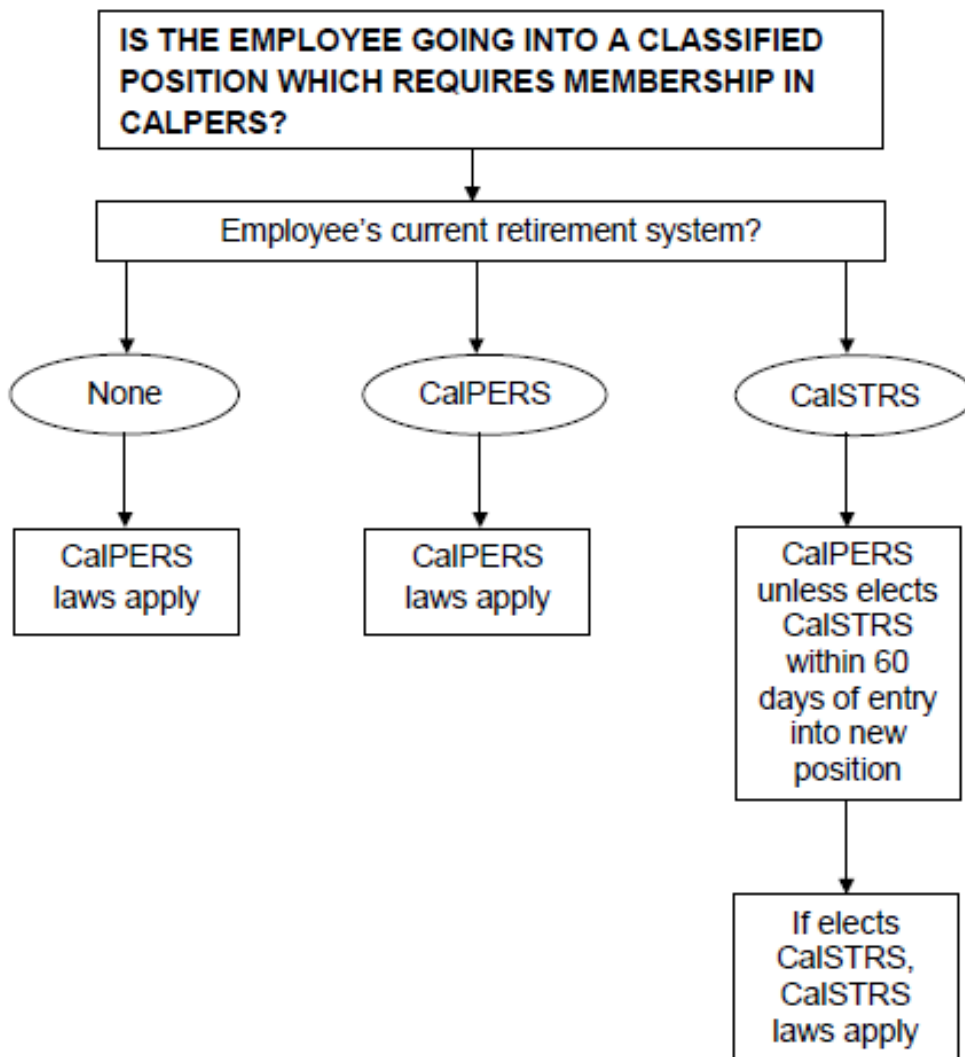 IS THE EMPLOYEE GOING INTO A CLASSIFIED
POSITION WHICH REQUIRES MEMBERSHIP IN
CALPERS?
Employee's current retirement system?
None
CalPERS
CalSTRS
CalPERS
laws apply
CalPERS
laws apply
CalPERS
unless elects
CalSTRS
within 60
days of entry
into new
position
If elects
CalSTRS,
CalSTRS
laws apply